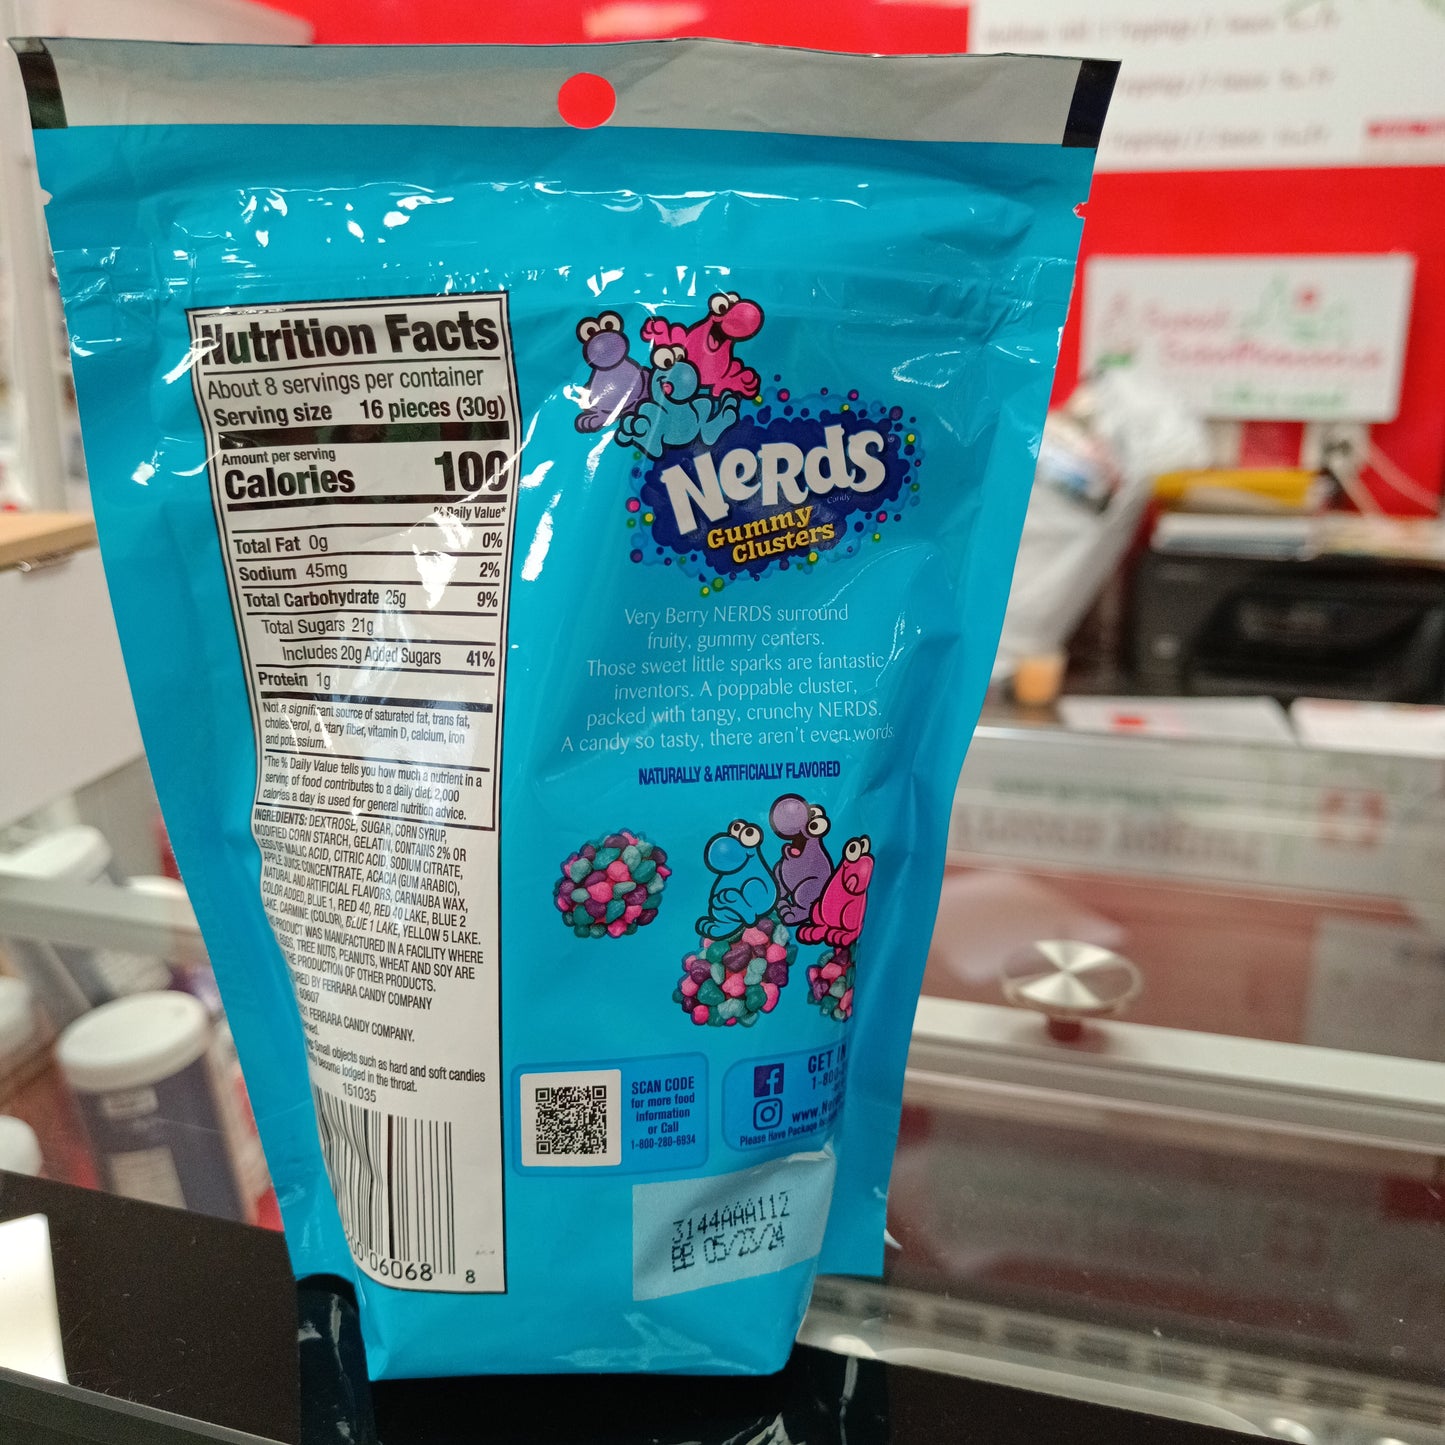 Nutrition Facts
About 8 servings per container
Serving size 16 pieces (30g)
Amount per serving
Calories 100
% Daily Value*
Total Fat 0g 0%
Sodium 45mg 2%
Total Carbohydrate 25g 9%
Total Sugars 21g
Includes 20g Added Sugars 41%
Protein 1g
Not a significant source of saturated fat, trans fat,
cholesterol, dietary fiber, vitamin D, calcium, iron
and potassium.
*The % Daily Value tells you how much a nutrient in a
serving of food contributes to a daily diet. 2,000
calories a day is used for general nutrition advice.
INGREDIENTS: DEXTROSE, SUGAR, CORN SYRUP,
MODIFIED CORN STARCH, GELATIN, CONTAINS 2% OR
LESS OF MALIC ACID, CITRIC ACID, SODIUM CITRATE,
APPLE JUICE CONCENTRATE, ACACIA (GUM ARABIC),
NATURAL AND ARTIFICIAL FLAVORS, CARNAUBA WAX,
COLOR ADDED, BLUE 1, RED 40, RED 40 LAKE, BLUE 2
LAKE, CARMINE (COLOR), BLUE 1 LAKE, YELLOW 5 LAKE.
PRODUCT WAS MANUFACTURED IN A FACILITY WHERE
EGGS, TREE NUTS, PEANUTS, WHEAT AND SOY ARE
THE PRODUCTION OF OTHER PRODUCTS.
BY FERRARA CANDY COMPANY
60607
FERRARA CANDY COMPANY.
Small objects such as hard and soft candies
become lodged in the throat.
151035
06068 8
NERDS
Candy
Gummy
Clusters
Very Berry NERDS surround
fruity, gummy centers.
Those sweet little sparks are fantastic
inventors. A poppable cluster,
packed with tangy, crunchy NERDS.
A candy so tasty, there aren't even words
NATURALLY & ARTIFICIALLY FLAVORED
SCAN CODE
for more food
information
or Call
1-800-280-6934
GET IN
1-80
www.N
Please Have Package
3144AAA112
BB 05/23/24